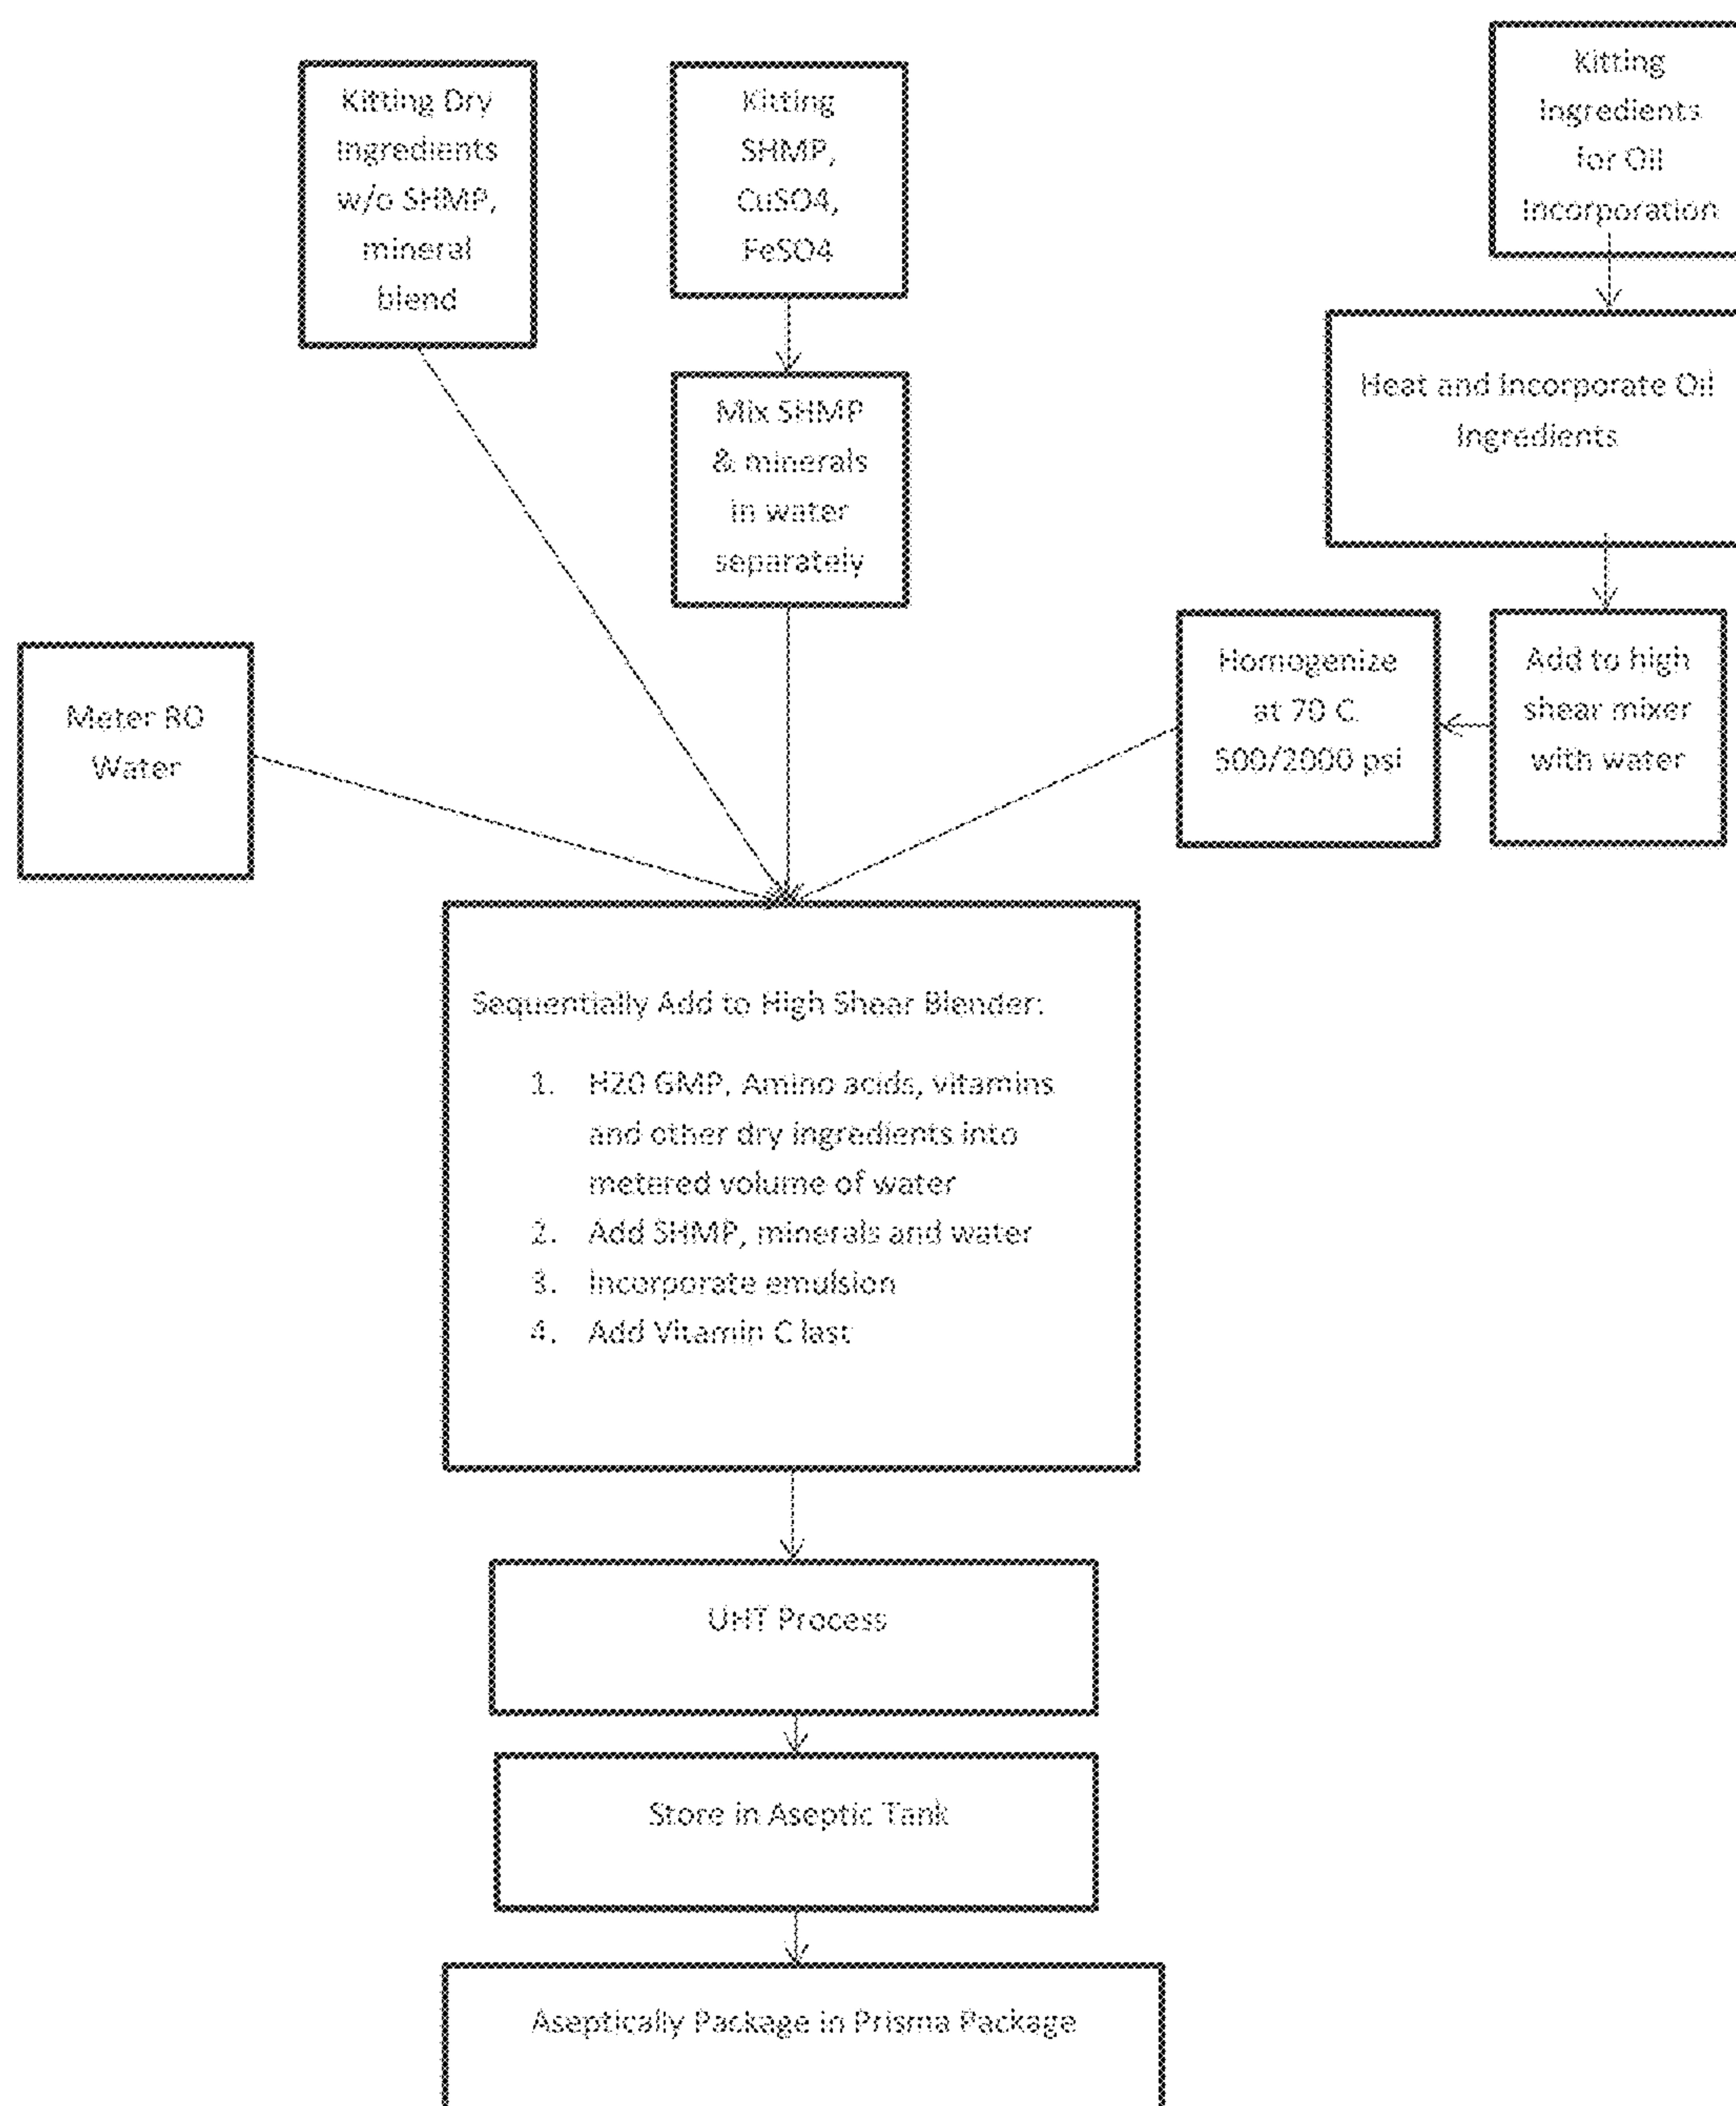 Kitting Dry
Ingredients
w/o SHMP,
mineral
blend
Kitting
SHMP,
CuSO4,
FeSO4
Kitting
Ingredients
for Oil
Incorporation
Mix SHMP
& minerals
in water
separately
Heat and Incorporate Oil
Ingredients
Meter RO
Water
Homogenize
at 70 C.
500/2000 psi
Add to high
shear mixer
with water
Sequentially Add to High Shear Blender:
1. H20 GMP, Amino acids, vitamins
and other dry ingredients into
metered volume of water
2. Add SHMP, minerals and water
3. Incorporate emulsion
4. Add Vitamin C last
UHT Process
Store in Aseptic Tank
Aseptically Package in Prisma Package